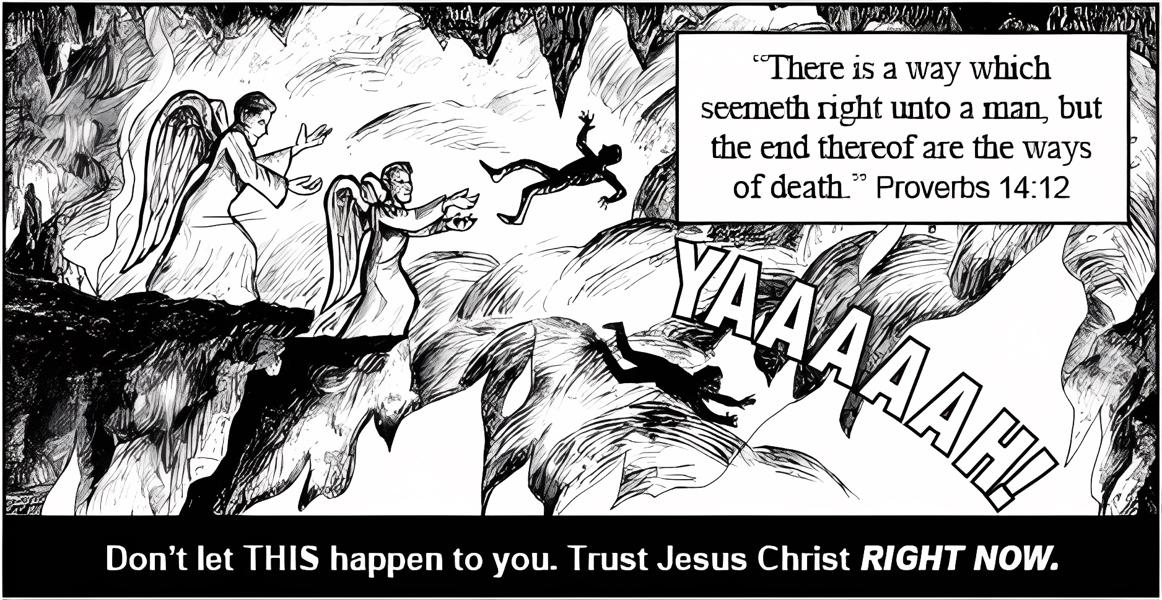 “There is a way which
seemeth right unto a man, but
the end thereof are the ways
of death.” Proverbs 14:12
YAAAAAAH!
Don't let THIS happen to you. Trust Jesus Christ RIGHT NOW.